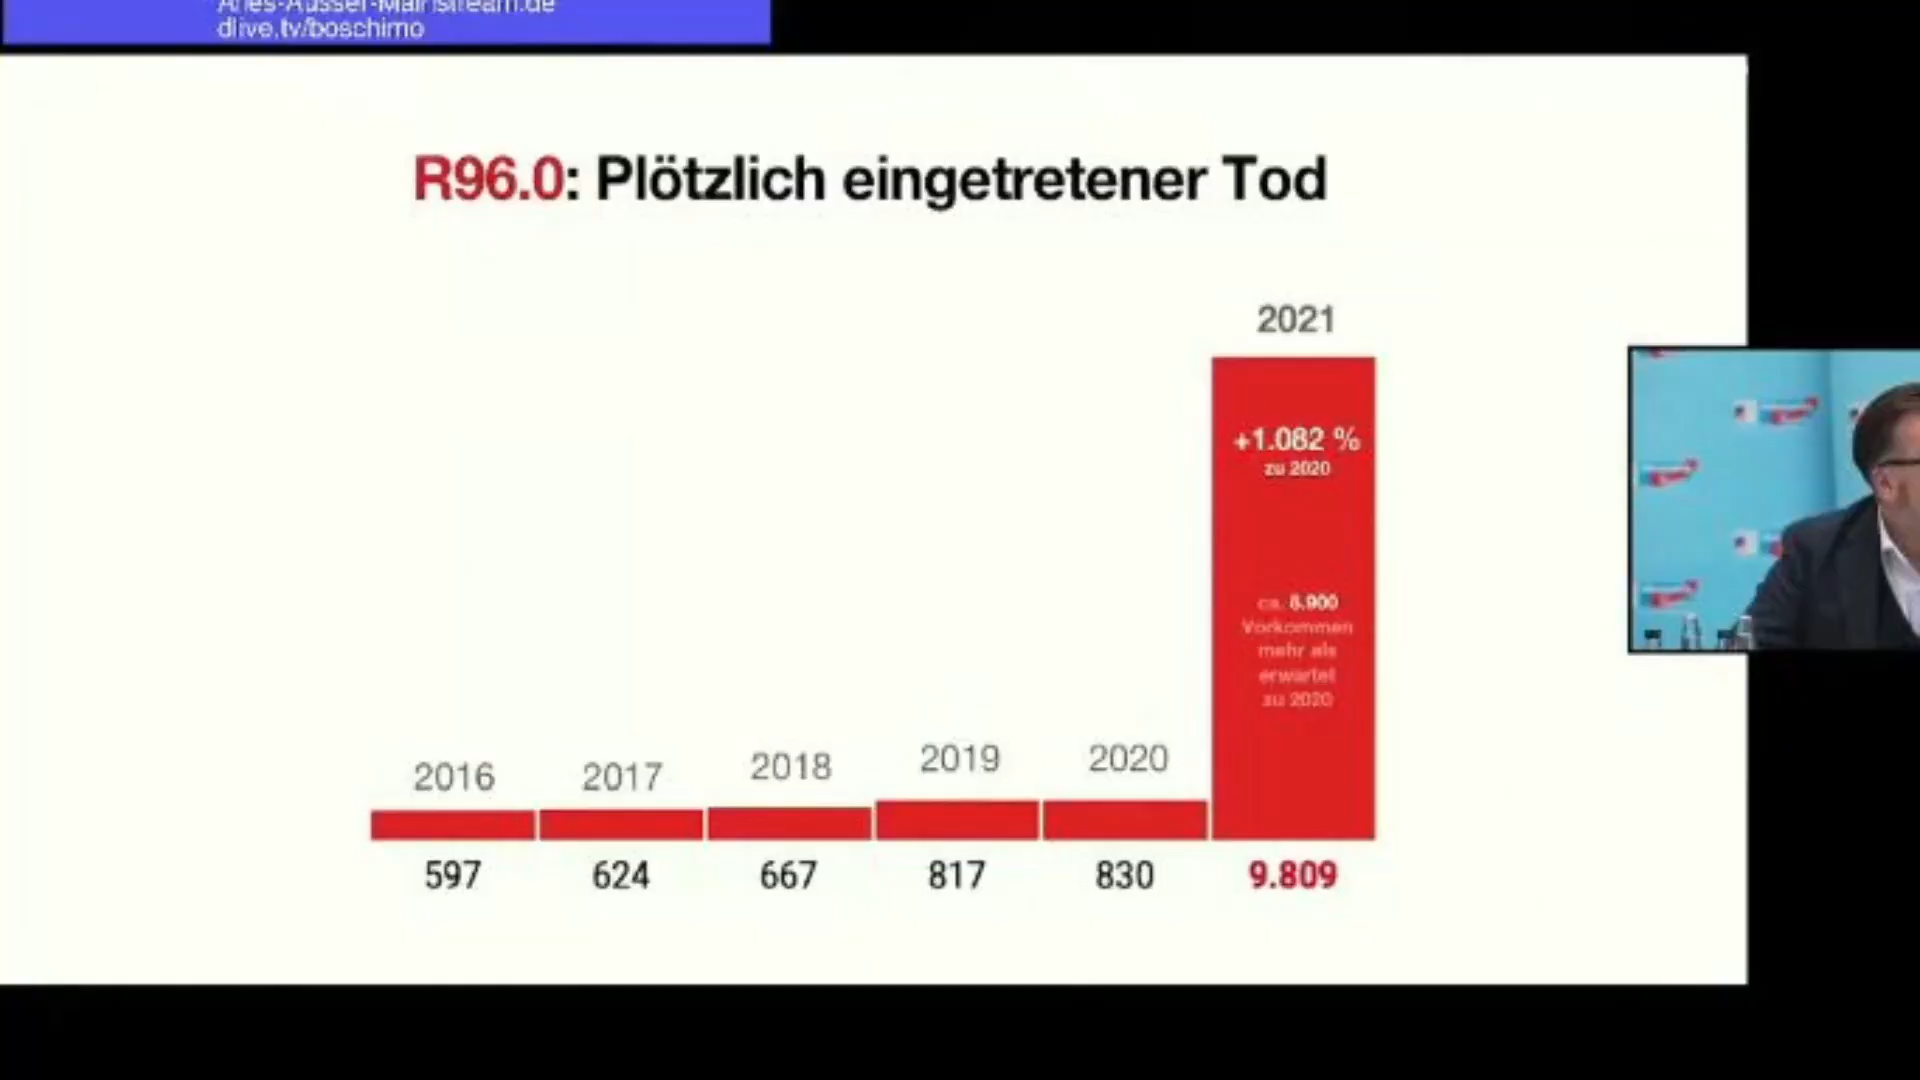 dlive.tv/boschimo
R96.0: Plötzlich eingetretener Tod
2021
+1.082 %
zu 2020
ca. 8.900
Vorkommen
mehr als
erwartet
zu 2020
2016
2017
2018
2019
2020
597
624
667
817
830
9.809